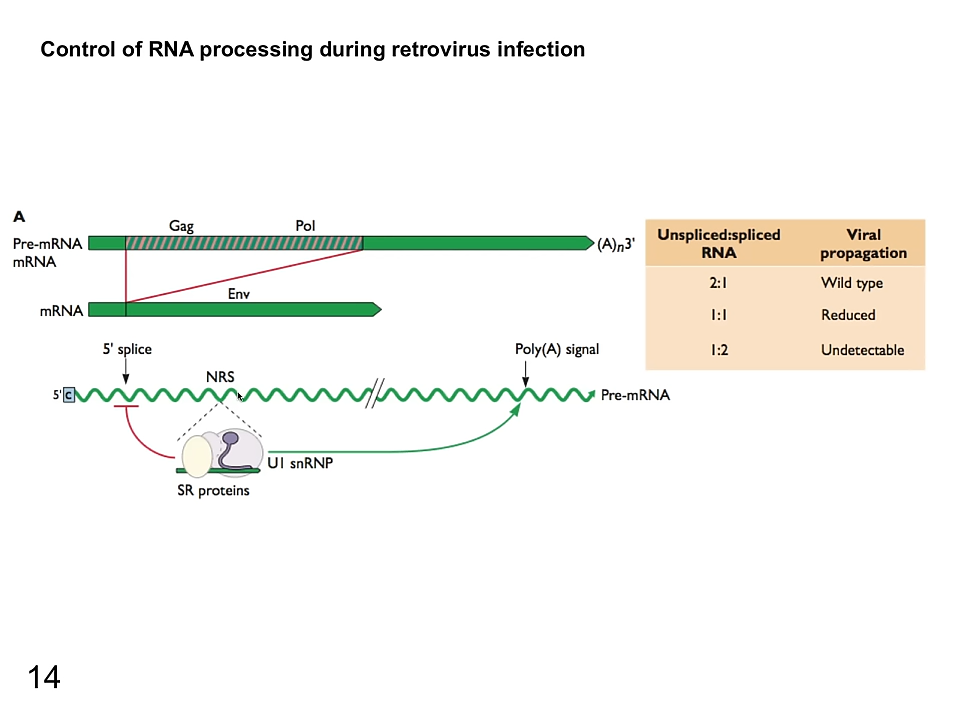 Control of RNA processing during retrovirus infection
A
Gag Pol
Pre-mRNA
mRNA
(A)n3'
Env
mRNA
5' splice
Poly(A) signal
NRS
5' c
Pre-mRNA
U1 snRNP
SR proteins
Unspliced:spliced RNA Viral propagation
2:1 Wild type
1:1 Reduced
1:2 Undetectable
14